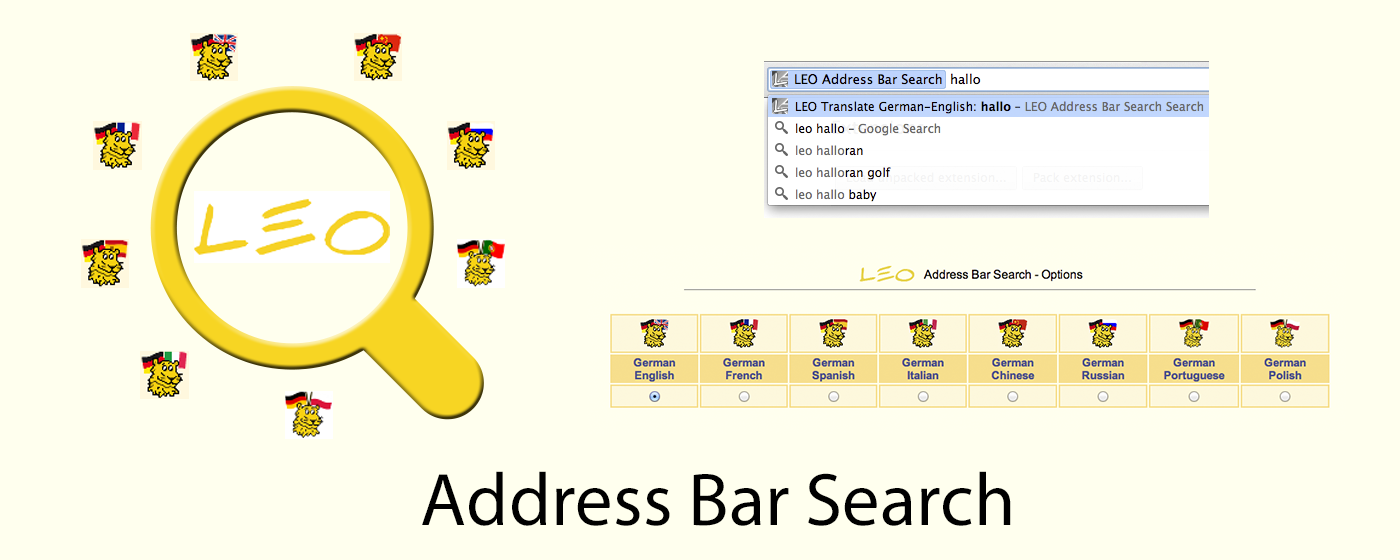 LEO
LEO Address Bar Search hallo
LEO Translate German-English: hallo - LEO Address Bar Search Search
leo hallo - Google Search
leo halloran
leo halloran golf
packed extension... Pack extension...
leo hallo baby
LEO Address Bar Search - Options
German English
German French
German Spanish
German Italian
German Chinese
German Russian
German Portuguese
German Polish
Address Bar Search